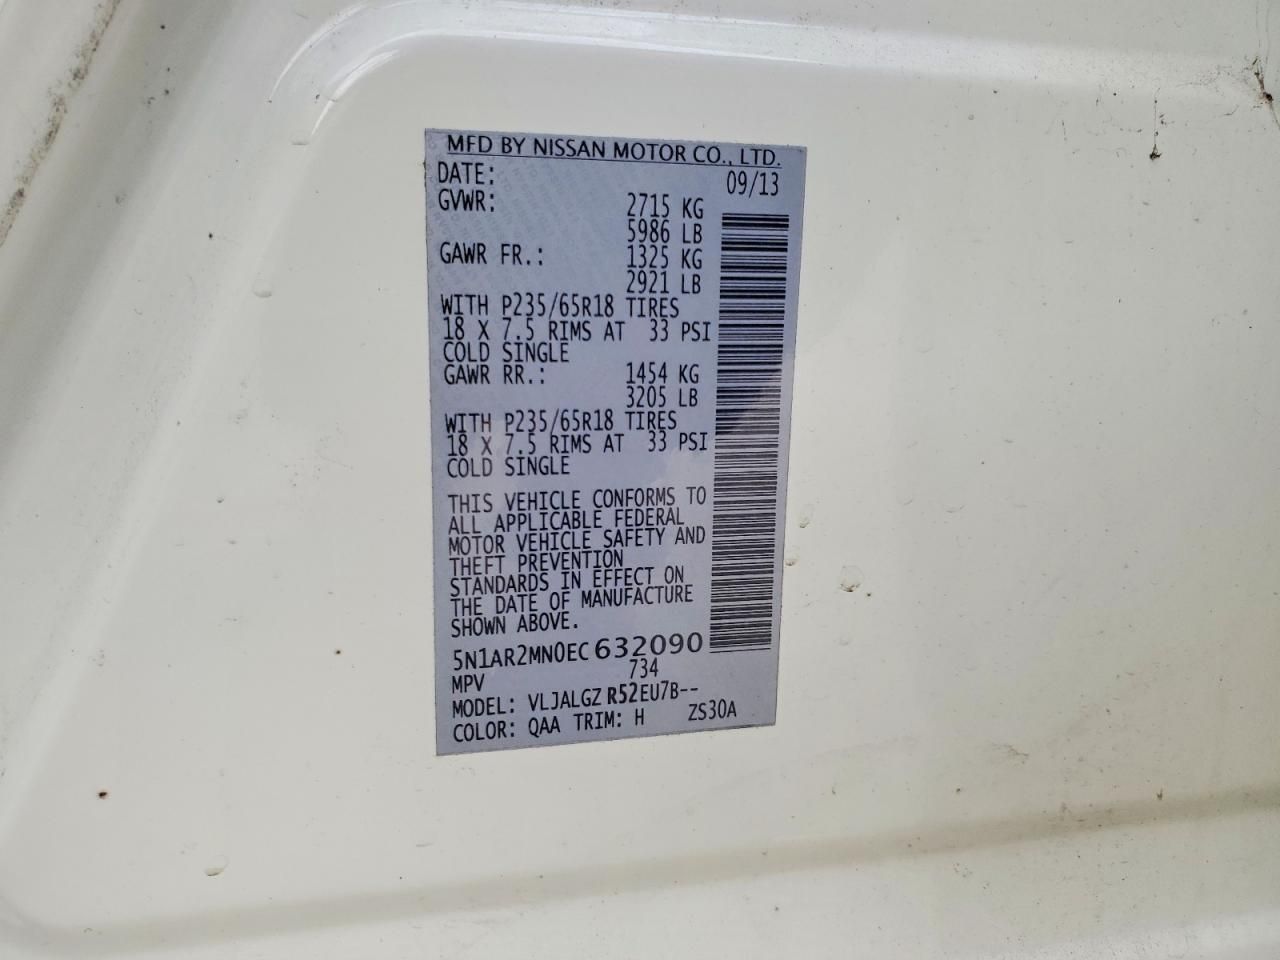 MFD BY NISSAN MOTOR CO., LTD.
DATE: 09/13
GVWR: 2715 KG
5986 LB
GAWR FR.: 1325 KG
2921 LB
WITH P235/65R18 TIRES
18 X 7.5 RIMS AT 33 PSI
COLD SINGLE
GAWR RR.: 1454 KG
3205 LB
WITH P235/65R18 TIRES
18 X 7.5 RIMS AT 33 PSI
COLD SINGLE
THIS VEHICLE CONFORMS TO
ALL APPLICABLE FEDERAL
MOTOR VEHICLE SAFETY AND
THEFT PREVENTION
STANDARDS IN EFFECT ON
THE DATE OF MANUFACTURE
SHOWN ABOVE.
5N1AR2MN0EC632090
MPV 734
MODEL: VLJALGZ R52EU7B--
COLOR: QAA TRIM: H ZS30A